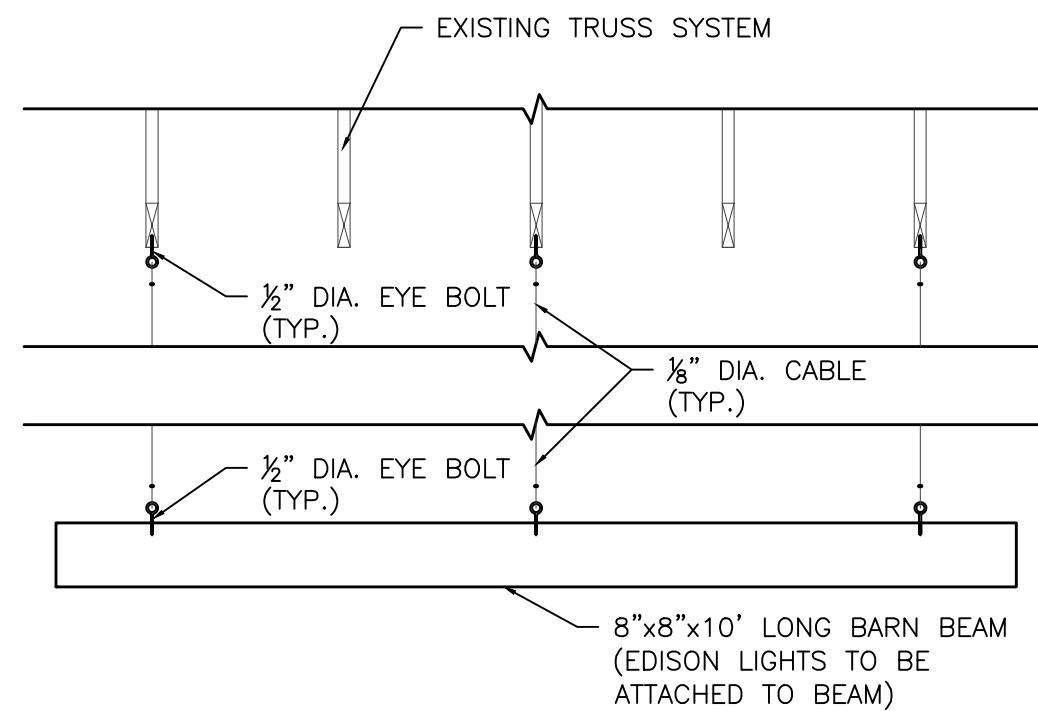 EXISTING TRUSS SYSTEM
½" DIA. EYE BOLT
(TYP.)
⅛" DIA. CABLE
(TYP.)
½" DIA. EYE BOLT
(TYP.)
8"x8"x10' LONG BARN BEAM
(EDISON LIGHTS TO BE
ATTACHED TO BEAM)